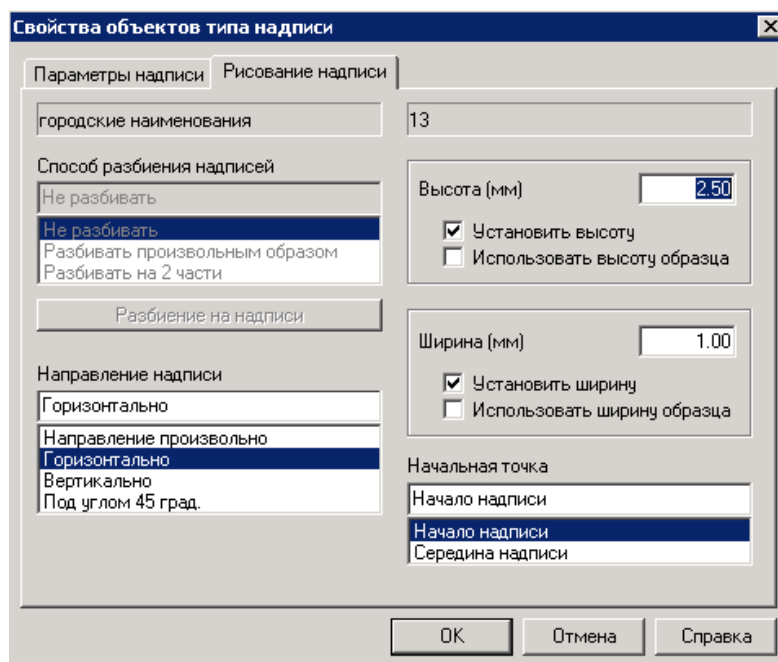 Свойства объектов типа надписи
Параметры надписи
Рисование надписи
городские наименования
13
Способ разбиения надписей
Не разбивать
Не разбивать
Разбивать произвольным образом
Разбивать на 2 части
Разбиение на надписи
Направление надписи
Горизонтально
Направление произвольно
Горизонтально
Вертикально
Под углом 45 град.
Высота (мм)
2.50
Установить высоту
Использовать высоту образца
Ширина (мм)
1.00
Установить ширину
Использовать ширину образца
Начальная точка
Начало надписи
Начало надписи
Середина надписи
OK
Отмена
Справка